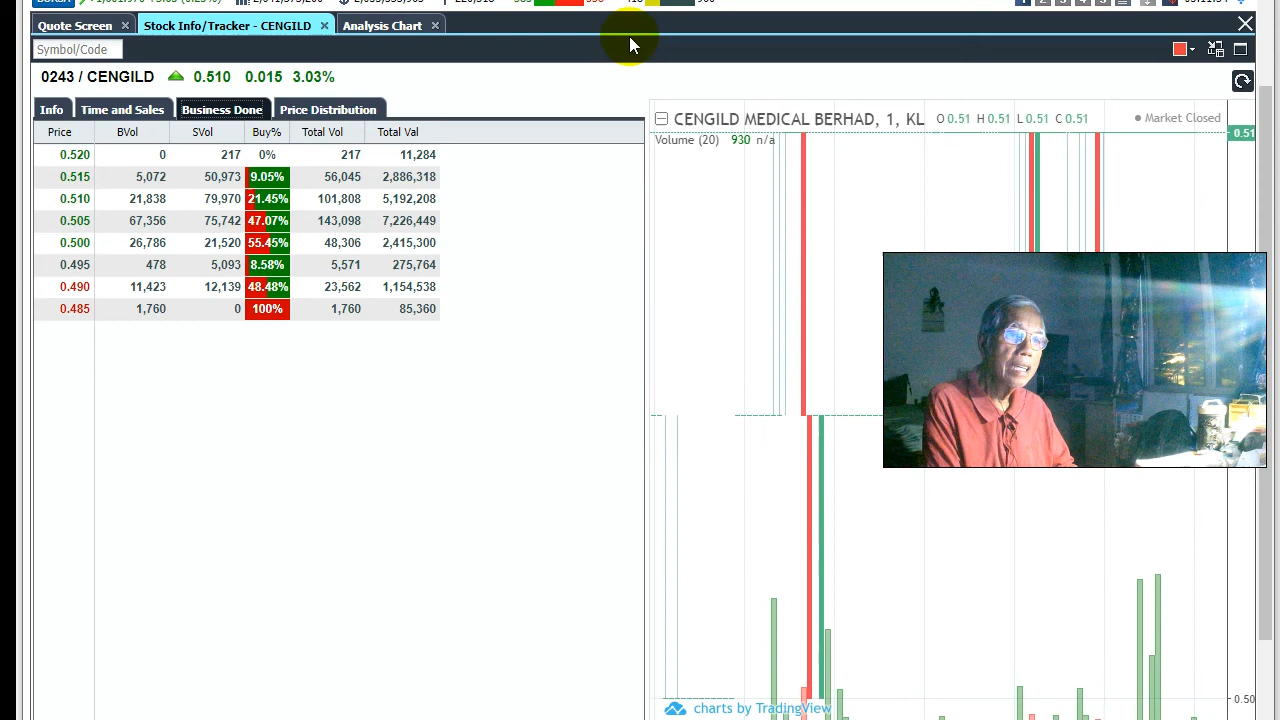 Quote Screen × Stock Info/Tracker - CENGILD × Analysis Chart ×
Symbol/Code
0243 / CENGILD 0.510 0.015 3.03%
Info Time and Sales Business Done Price Distribution
Price BVol SVol Buy% Total Vol Total Val
0.520 0 217 0% 217 11,284
0.515 5,072 50,973 9.05% 56,045 2,886,318
0.510 21,838 79,970 21.45% 101,808 5,192,208
0.505 67,356 75,742 47.07% 143,098 7,226,449
0.500 26,786 21,520 55.45% 48,306 2,415,300
0.495 478 5,093 8.58% 5,571 275,764
0.490 11,423 12,139 48.48% 23,562 1,154,538
0.485 1,760 0 100% 1,760 85,360
CENGILD MEDICAL BERHAD, 1, KL O 0.51 H 0.51 L 0.51 C 0.51 Market Closed
Volume (20) 930 n/a
0.51
0.50
charts by TradingView